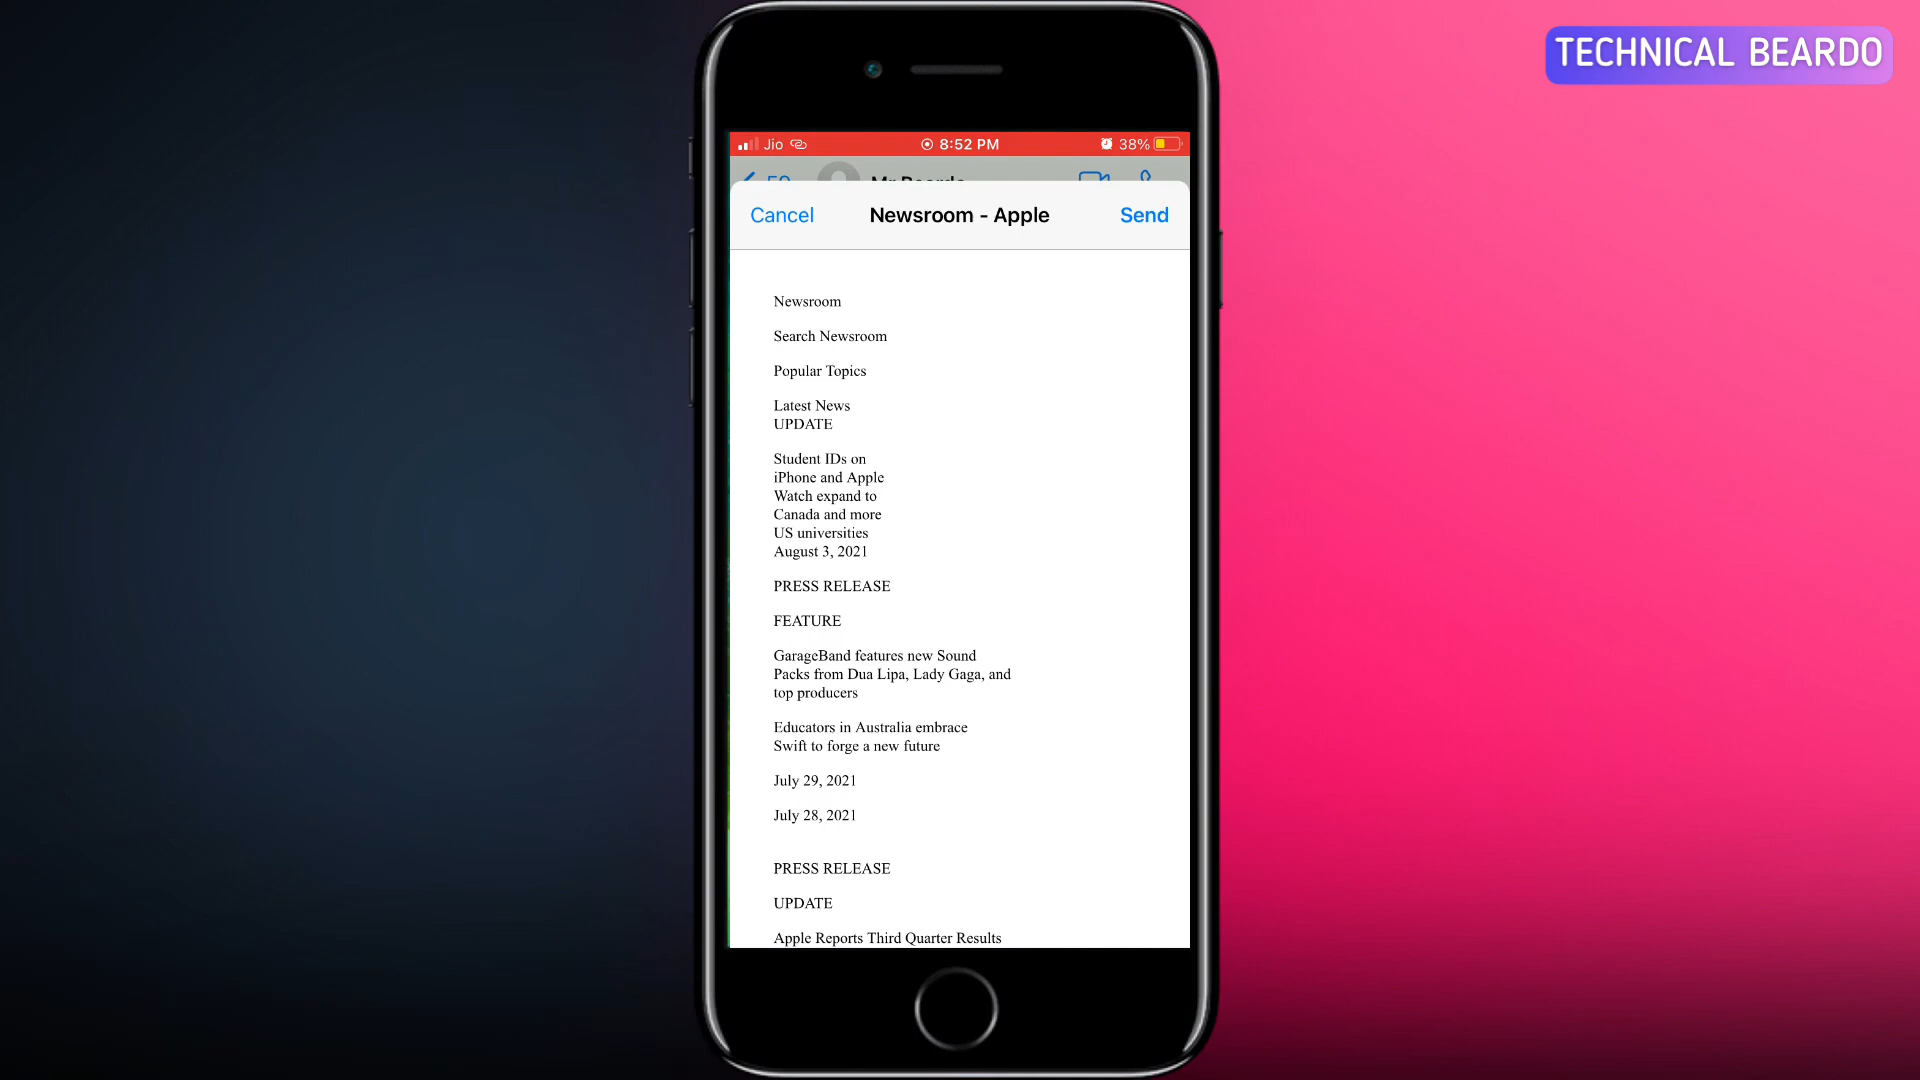 TECHNICAL BEARDO
Jio 8:52 PM 38%
Cancel Newsroom - Apple Send
Newsroom
Search Newsroom
Popular Topics
Latest News
UPDATE
Student IDs on
iPhone and Apple
Watch expand to
Canada and more
US universities
August 3, 2021
PRESS RELEASE
FEATURE
GarageBand features new Sound
Packs from Dua Lipa, Lady Gaga, and
top producers
Educators in Australia embrace
Swift to forge a new future
July 29, 2021
July 28, 2021
PRESS RELEASE
UPDATE
Apple Reports Third Quarter Results